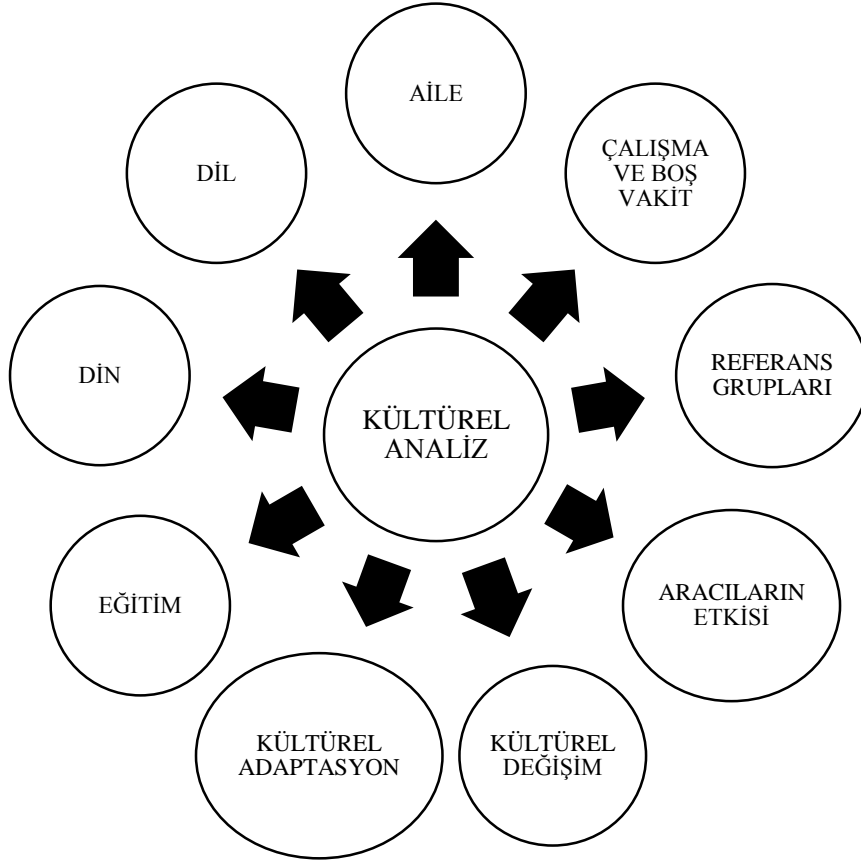 AİLE
ÇALIŞMA
VE BOŞ
VAKİT
REFERANS
GRUPLARI
ARACILARIN
ETKİSİ
KÜLTÜREL
DEĞİŞİM
KÜLTÜREL
ADAPTASYON
EĞİTİM
DİN
DİL
KÜLTÜREL
ANALİZ